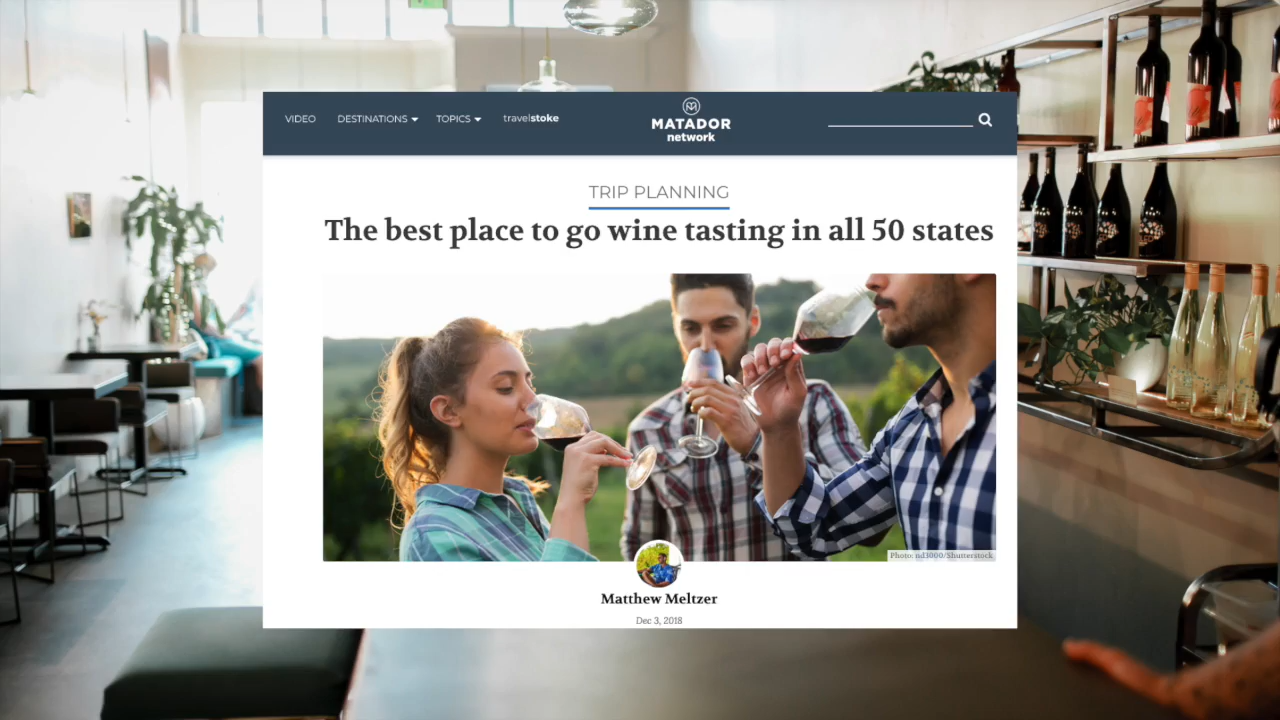 VIDEO
DESTINATIONS
TOPICS
travelstoke
MATADOR
network
TRIP PLANNING
The best place to go wine tasting in all 50 states
Photo: nd3000/Shutterstock
Matthew Meltzer
Dec 3, 2018